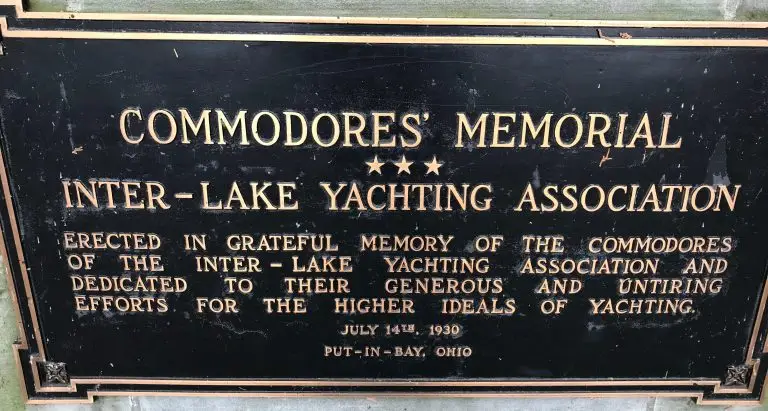 COMMODORES' MEMORIAL
★★★
INTER-LAKE YACHTING ASSOCIATION
ERECTED IN GRATEFUL MEMORY OF THE COMMODORES
OF THE INTER-LAKE YACHTING ASSOCIATION AND
DEDICATED TO THEIR GENEROUS AND UNTIRING
EFFORTS FOR THE HIGHER IDEALS OF YACHTING.
JULY 14TH, 1930
PUT-IN-BAY, OHIO